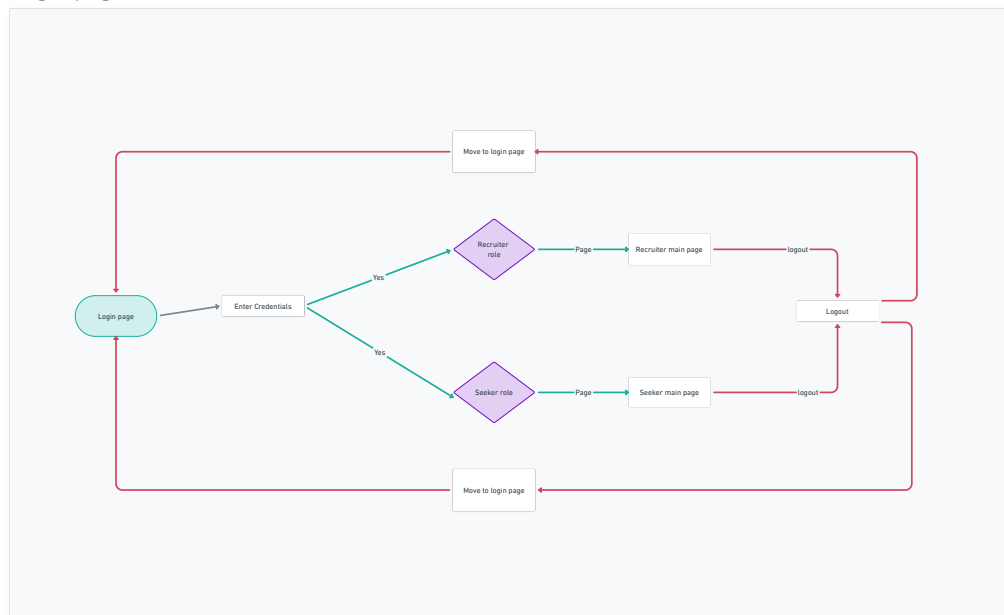 Move to login page
Recruiter
role
Page
Recruiter main page
logout
Yes
Login page
Enter Credentials
Logout
Yes
Seeker role
Page
Seeker main page
logout
Move to login page